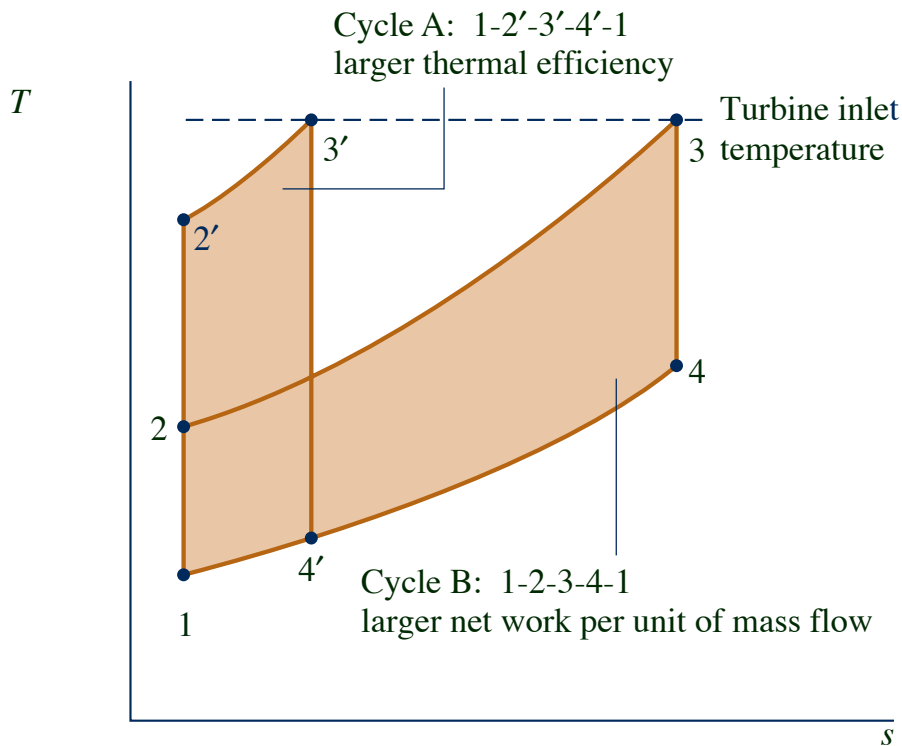 Cycle A: 1-2′-3′-4′-1
larger thermal efficiency
T
Turbine inlet
temperature
3′
3
2′
4
2
4′
Cycle B: 1-2-3-4-1
larger net work per unit of mass flow
1
s